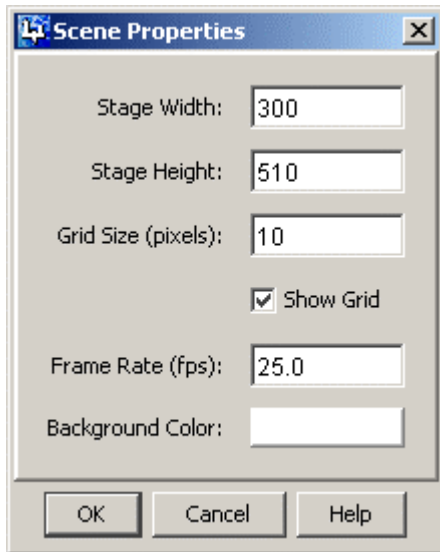 Scene Properties
Stage Width: 300
Stage Height: 510
Grid Size (pixels): 10
Show Grid
Frame Rate (fps): 25.0
Background Color:
OK Cancel Help